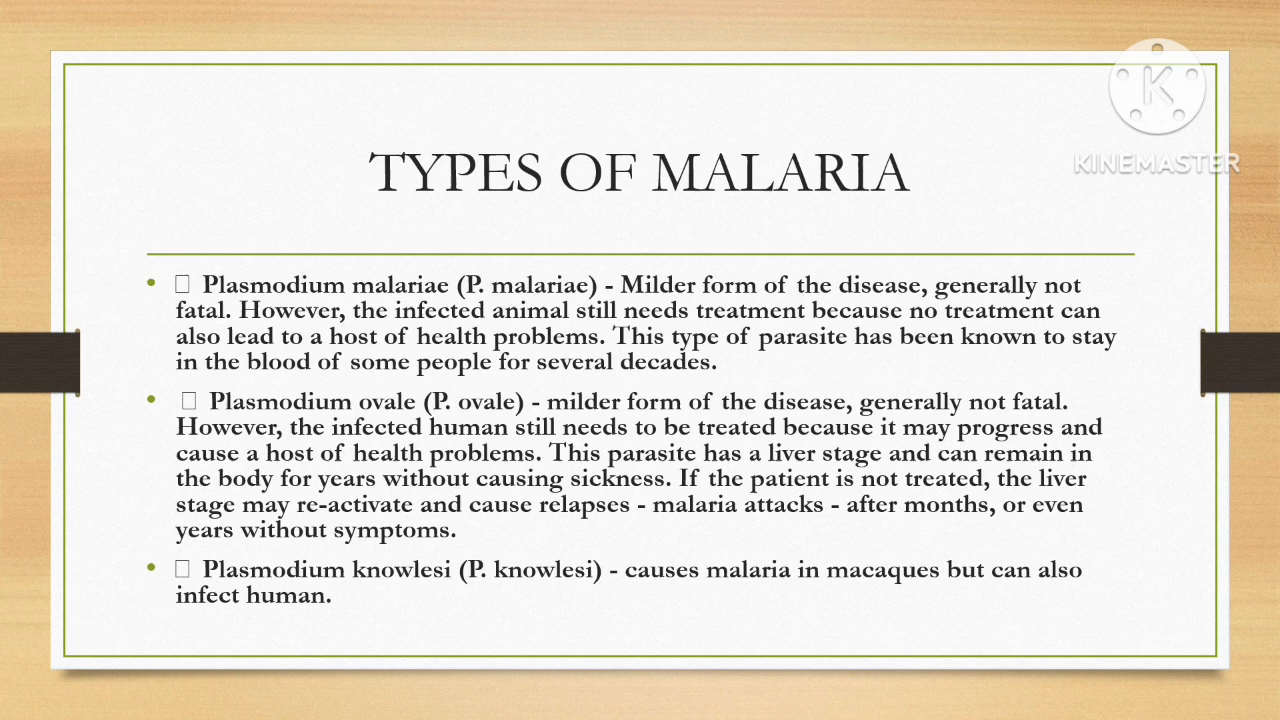 K
KINEMASTER
TYPES OF MALARIA
• Plasmodium malariae (P. malariae) - Milder form of the disease, generally not
fatal. However, the infected animal still needs treatment because no treatment can
also lead to a host of health problems. This type of parasite has been known to stay
in the blood of some people for several decades.
• Plasmodium ovale (P. ovale) - milder form of the disease, generally not fatal.
However, the infected human still needs to be treated because it may progress and
cause a host of health problems. This parasite has a liver stage and can remain in
the body for years without causing sickness. If the patient is not treated, the liver
stage may re-activate and cause relapses - malaria attacks - after months, or even
years without symptoms.
• Plasmodium knowlesi (P. knowlesi) - causes malaria in macaques but can also
infect human.